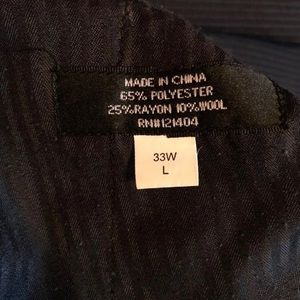 MADE IN CHINA
65% POLYESTER
25%RAYON 10%WOOL
RN#121404
33W
L